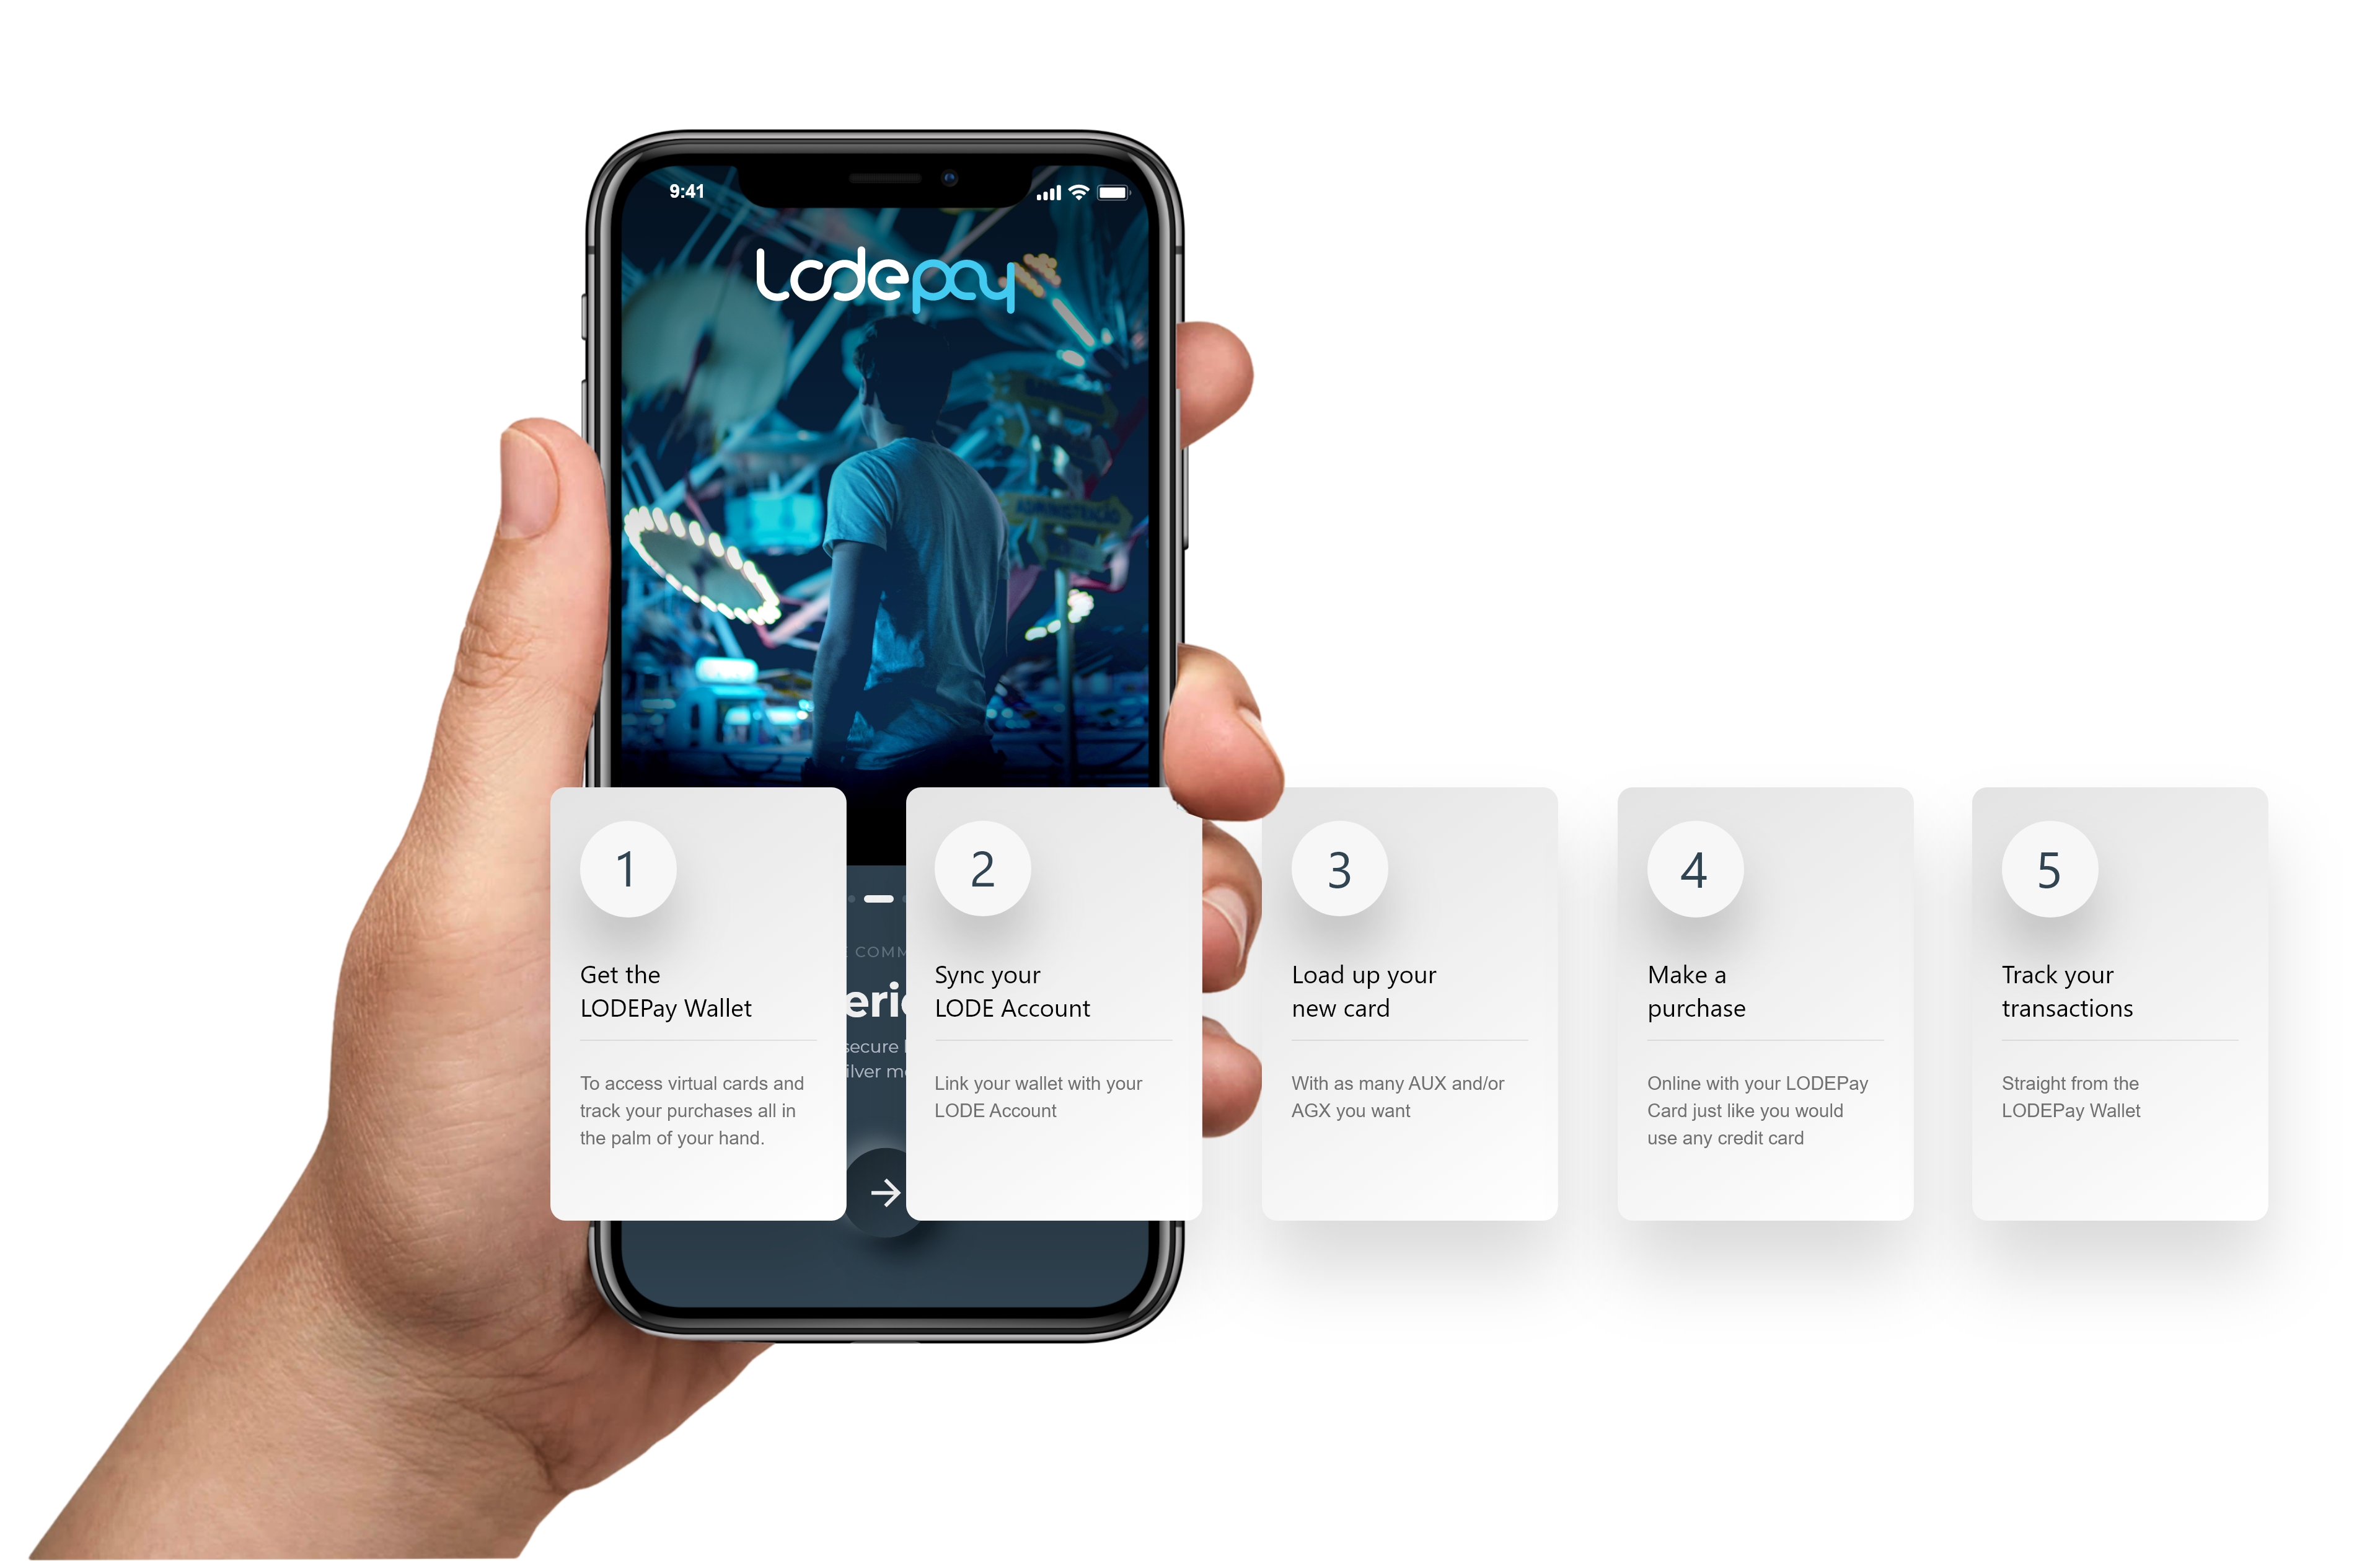 9:41
lodepay
1
Get the
LODEPay Wallet
To access virtual cards and
track your purchases all in
the palm of your hand.
2
Sync your
LODE Account
Link your wallet with your
LODE Account
3
Load up your
new card
With as many AUX and/or
AGX you want
4
Make a
purchase
Online with your LODEPay
Card just like you would
use any credit card
5
Track your
transactions
Straight from the
LODEPay Wallet
secure